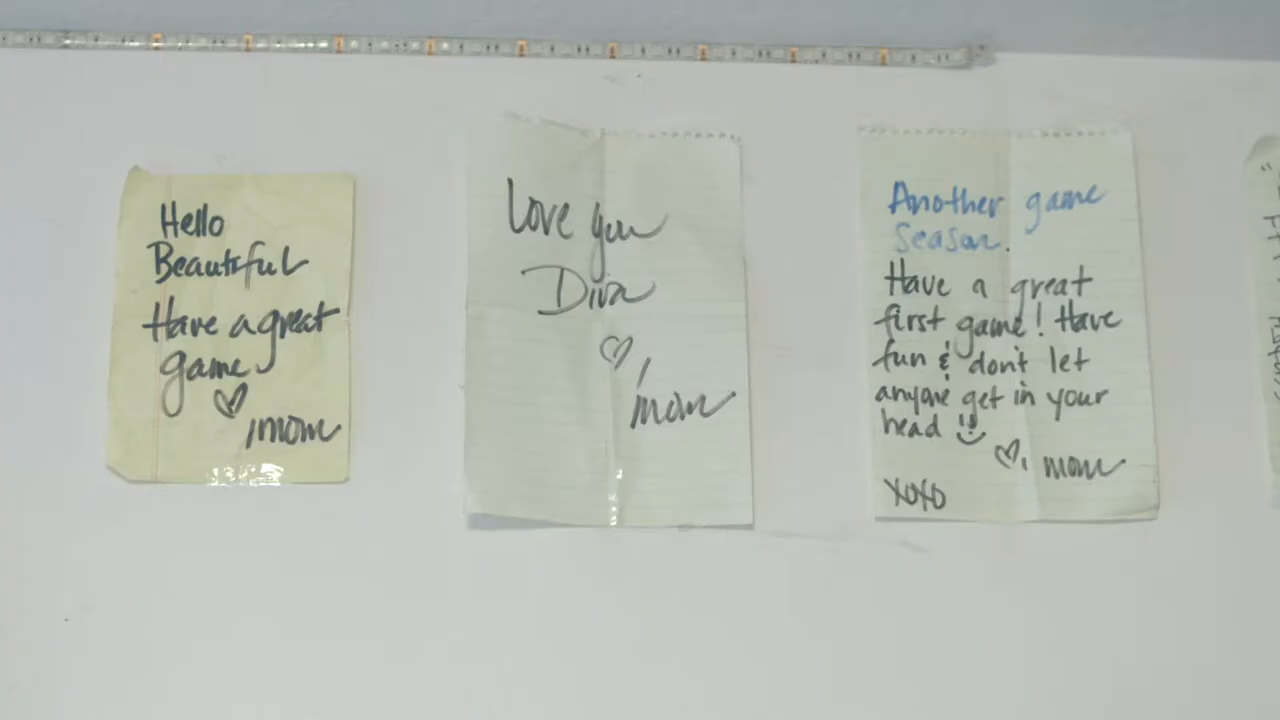 Hello
Beautiful
Have a great
game
♡
, mom
Love you
Diva
♡,
mom
Another game
season.
Have a great
first game! Have
fun & don't let
anyone get in your
head !!
♡, mom
xoxo